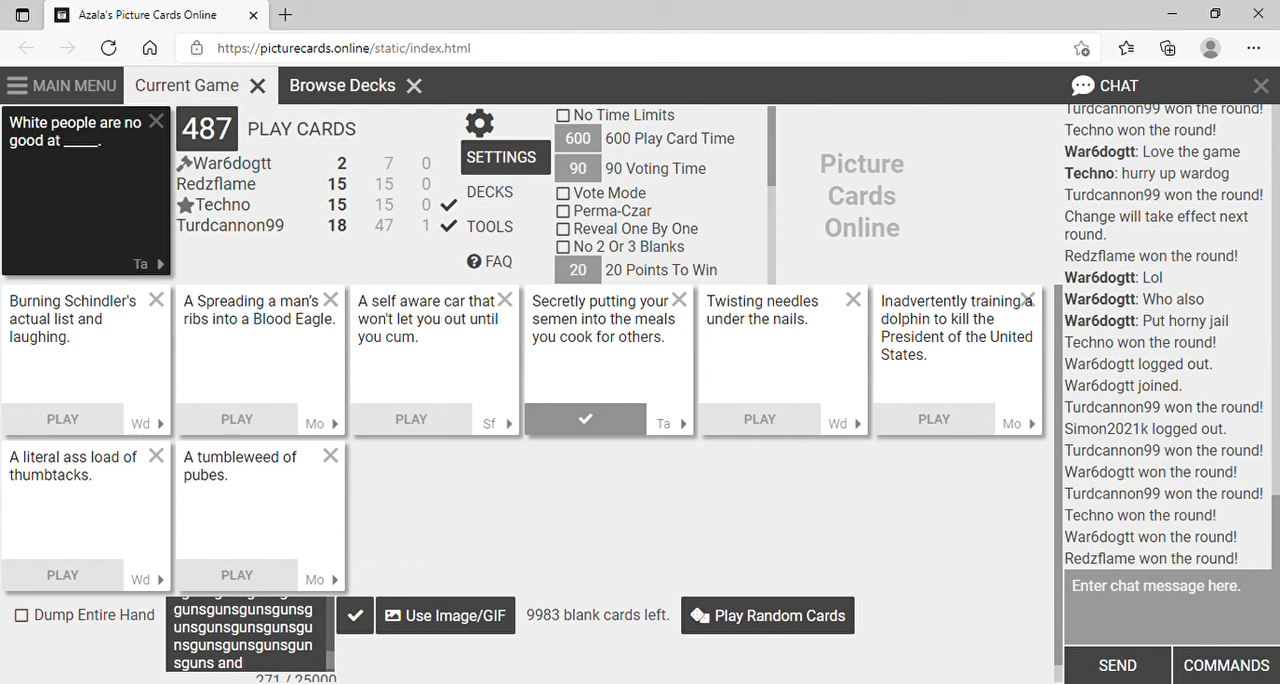 Azala's Picture Cards Online
https://picturecards.online/static/index.html
MAIN MENU
Current Game
Browse Decks
CHAT
White people are no
good at _____.
Ta
487 PLAY CARDS
War6dogtt 2 7 0
Redzflame 15 15 0
Techno 15 15 0
Turdcannon99 18 47 1
SETTINGS
DECKS
TOOLS
FAQ
No Time Limits
600 600 Play Card Time
90 90 Voting Time
Vote Mode
Perma-Czar
Reveal One By One
No 2 Or 3 Blanks
20 20 Points To Win
Picture
Cards
Online
Burning Schindler's
actual list and
laughing.
PLAY Wd
A Spreading a man's
ribs into a Blood Eagle.
PLAY Mo
A self aware car that
won't let you out until
you cum.
PLAY Sf
Secretly putting your
semen into the meals
you cook for others.
Ta
Twisting needles
under the nails.
PLAY Wd
Inadvertently training a
dolphin to kill the
President of the United
States.
PLAY Mo
A literal ass load of
thumbtacks.
PLAY Wd
A tumbleweed of
pubes.
PLAY Mo
Dump Entire Hand
gunsgunsgunsgunsg
unsgunsgunsgunsgu
nsgunsgunsgunsgun
sguns and
271 / 25000
Use Image/GIF
9983 blank cards left.
Play Random Cards
Turdcannon99 won the round!
Techno won the round!
War6dogtt: Love the game
Techno: hurry up wardog
Turdcannon99 won the round!
Change will take effect next
round.
Redzflame won the round!
War6dogtt: Lol
War6dogtt: Who also
War6dogtt: Put horny jail
Techno won the round!
War6dogtt logged out.
War6dogtt joined.
Turdcannon99 won the round!
Simon2021k logged out.
Turdcannon99 won the round!
War6dogtt won the round!
Turdcannon99 won the round!
Techno won the round!
War6dogtt won the round!
Redzflame won the round!
Enter chat message here.
SEND
COMMANDS